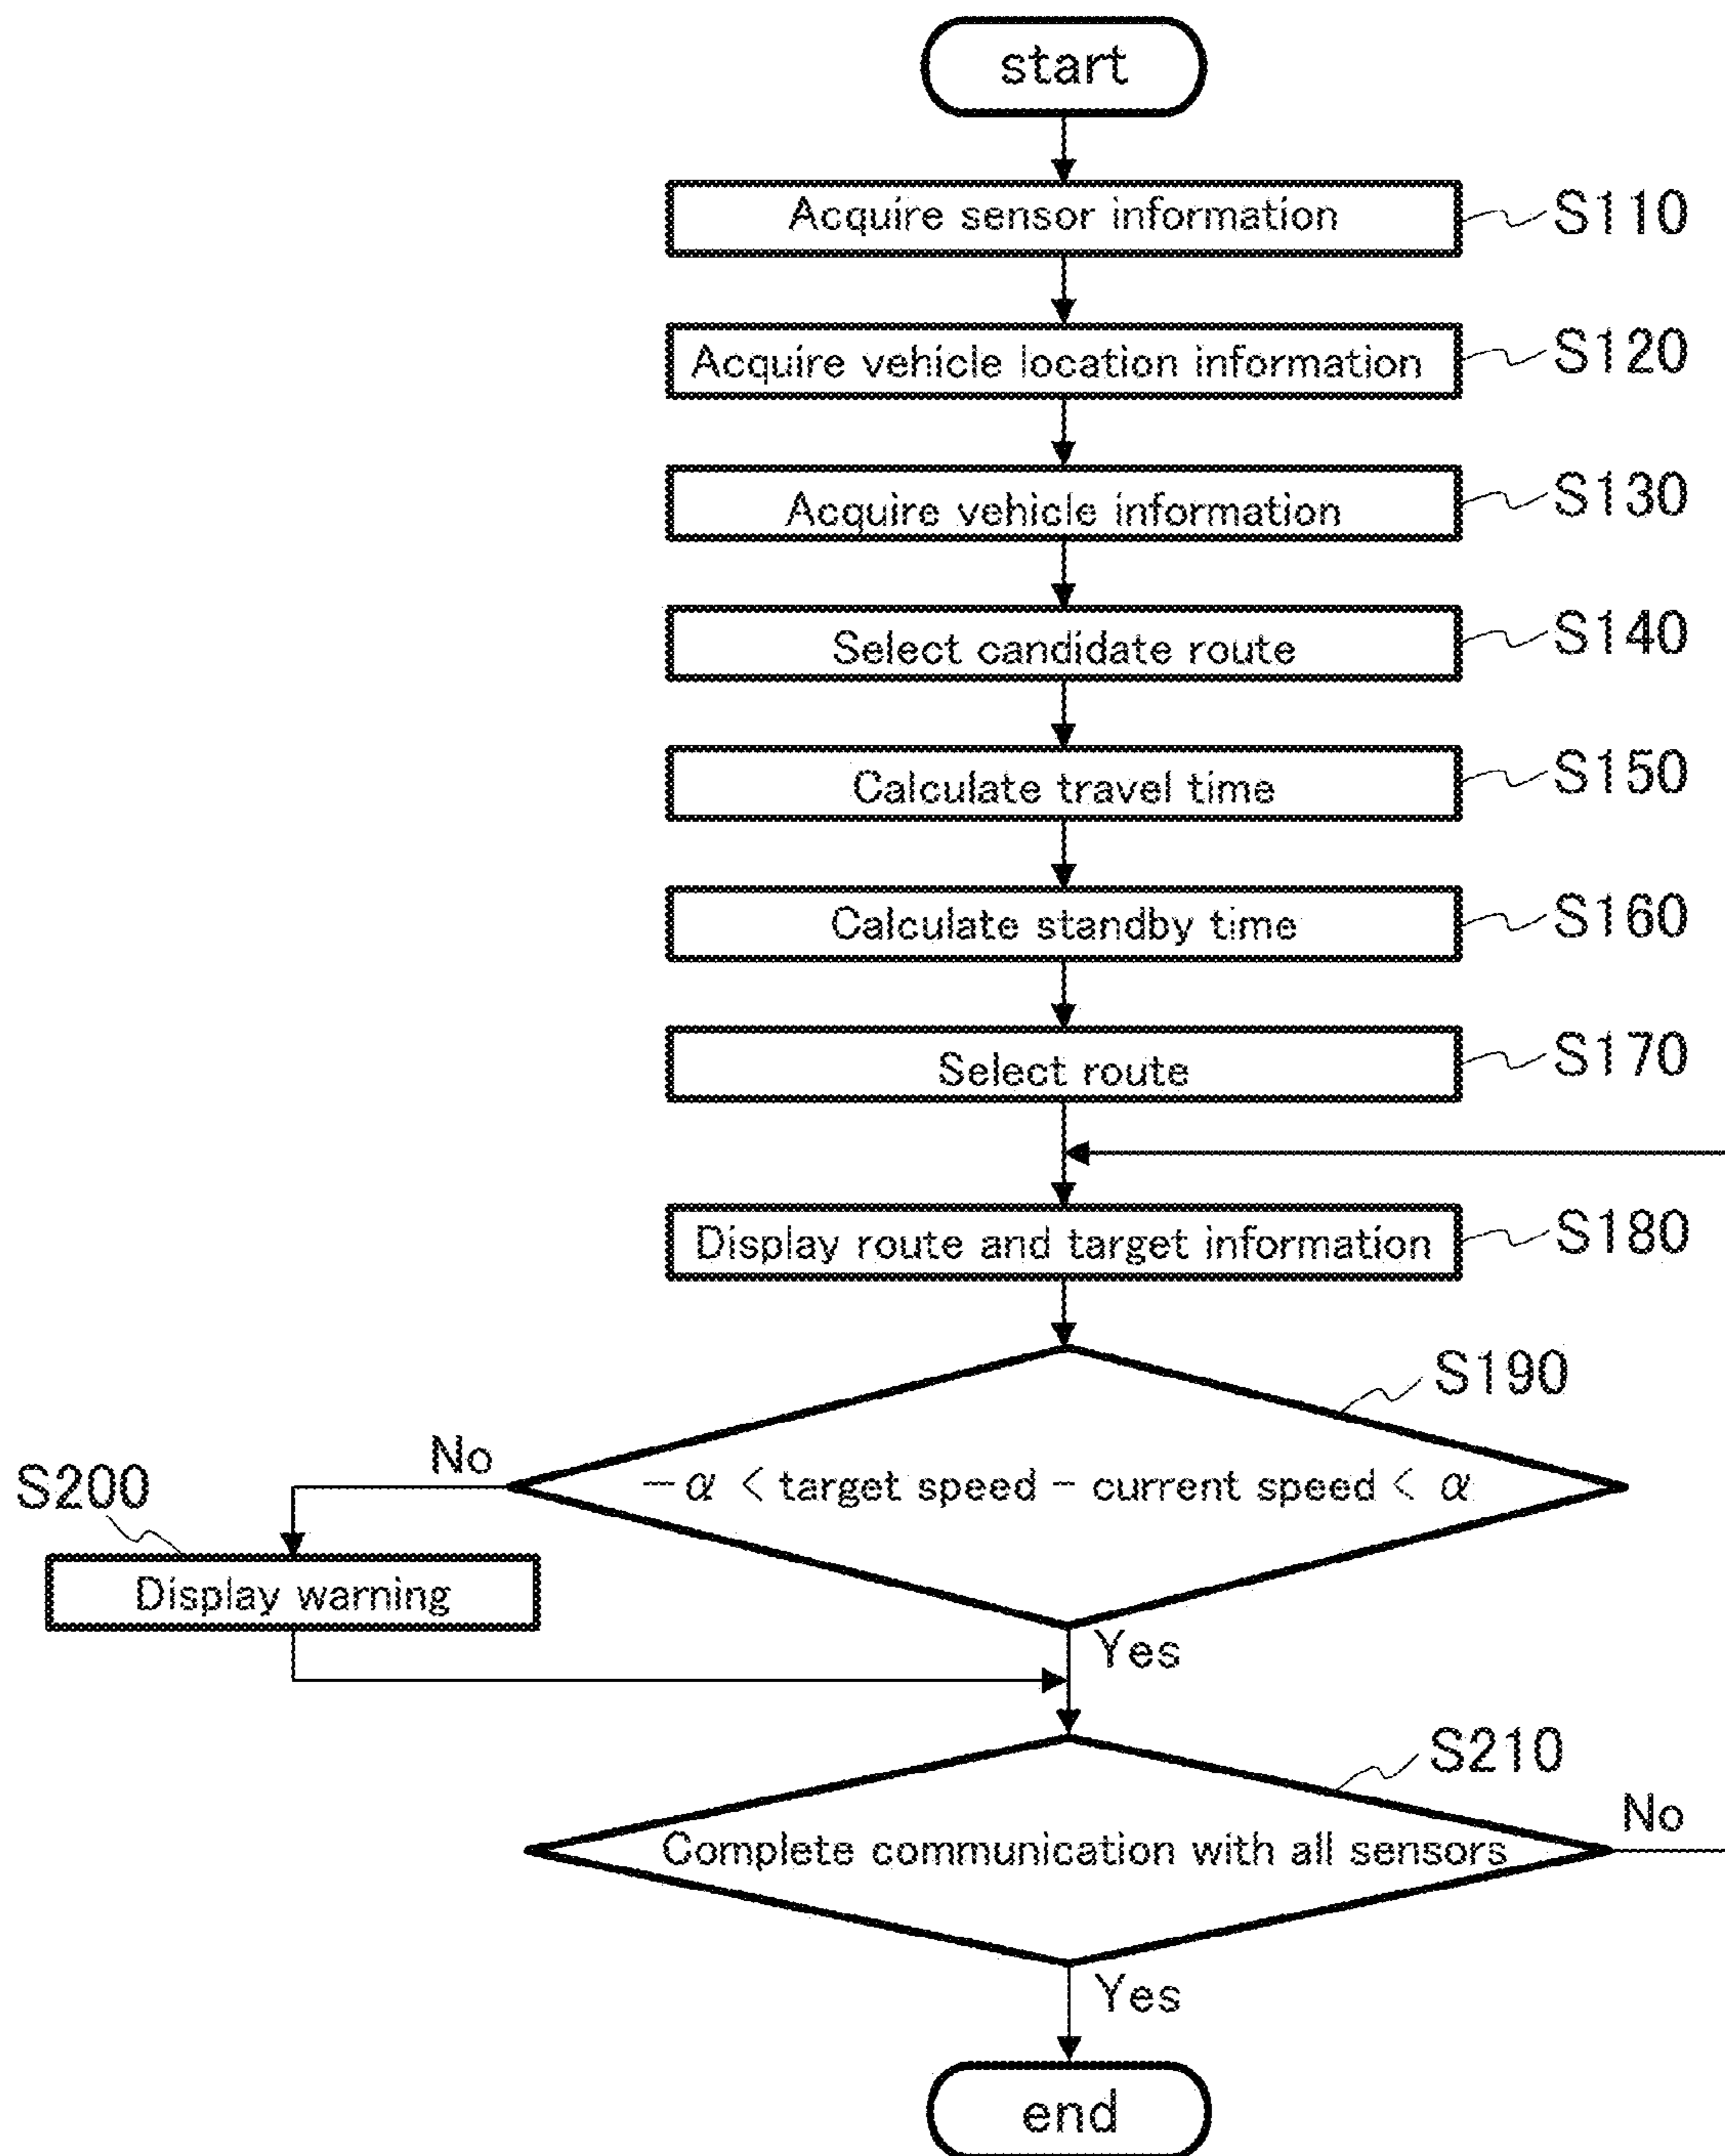 start
Acquire sensor information
S110
Acquire vehicle location information
S120
Acquire vehicle information
S130
Select candidate route
S140
Calculate travel time
S150
Calculate standby time
S160
Select route
S170
Display route and target information
S180
S190
No
− α < target speed − current speed < α
S200
Display warning
Yes
S210
No
Complete communication with all sensors
Yes
end